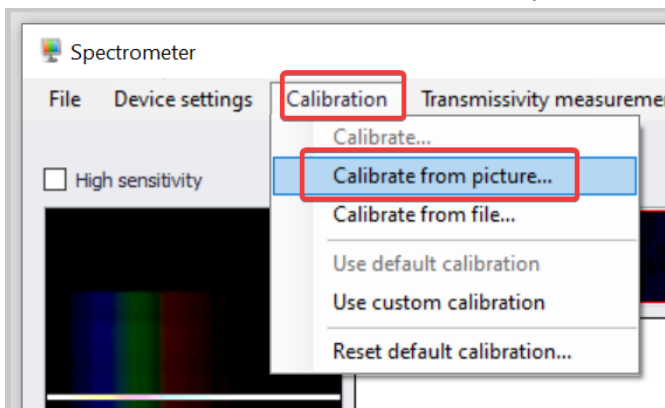 Spectrometer
File Device settings Calibration Transmissivity measureme
Calibrate...
High sensitivity
Calibrate from picture...
Calibrate from file...
Use default calibration
Use custom calibration
Reset default calibration...